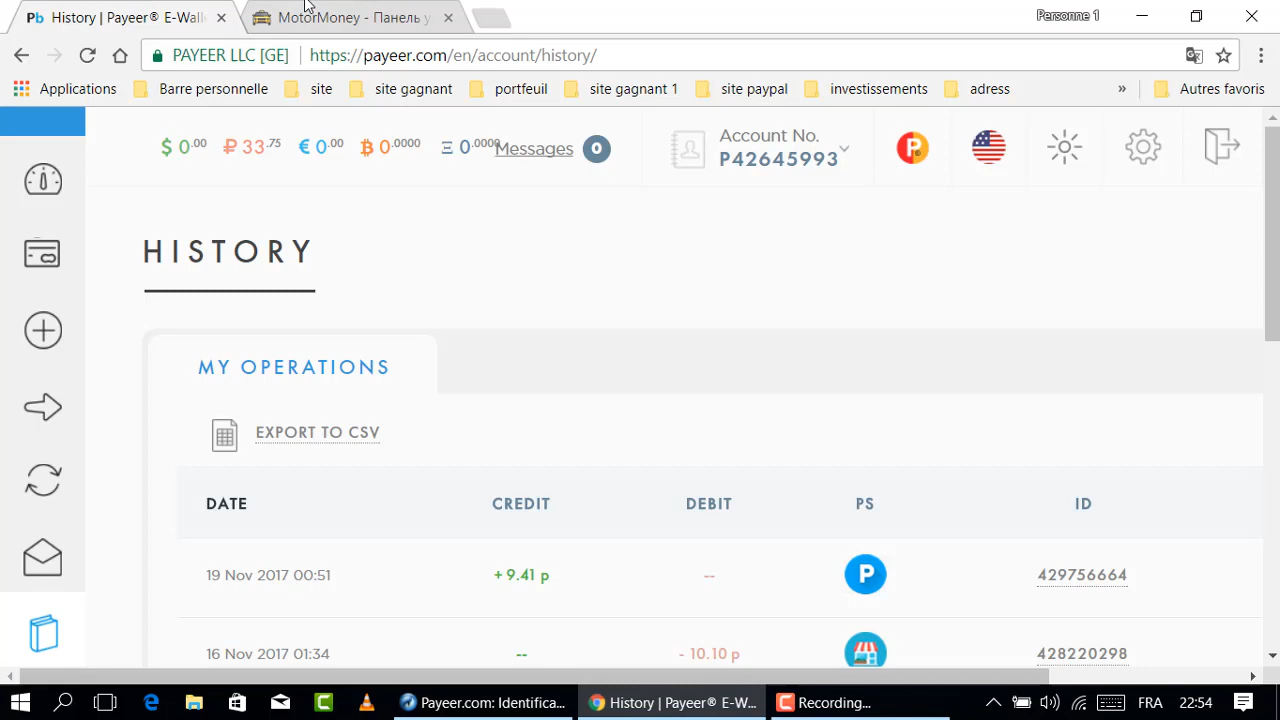 Pb History | Payeer® E-Walle
MotorMoney - Панель у
Personne 1
PAYEER LLC [GE] https://payeer.com/en/account/history/
Applications Barre personnelle site site gagnant portfeuil site gagnant 1 site paypal investissements adress » Autres favoris
$ 0.00 ₽ 33.75 € 0.00 ₿ 0.0000 Ξ 0.0000 Messages 0
Account No.
P42645993
HISTORY
MY OPERATIONS
EXPORT TO CSV
DATE CREDIT DEBIT PS ID
19 Nov 2017 00:51 + 9.41 р -- P 429756664
16 Nov 2017 01:34 -- - 10.10 р 428220298
Payeer.com: Identifica... History | Payeer® E-W... Recording... FRA 22:54